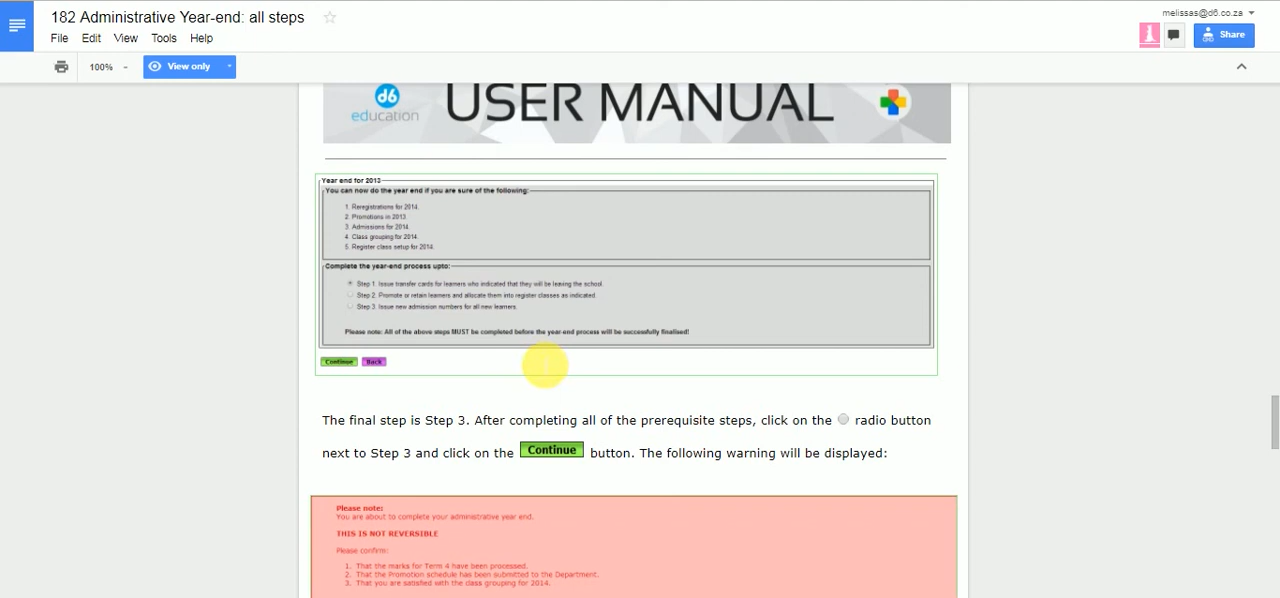 182 Administrative Year-end: all steps
melissas@d6.co.za
File Edit View Tools Help
Share
100%
View only
d6
education
USER MANUAL
Year end for 2013
You can now do the year end if you are sure of the following:
1. Reregistrations for 2014.
2. Promotions in 2013.
3. Admissions for 2014.
4. Class grouping for 2014.
5. Register class setup for 2014.
Complete the year-end process upto:
Step 1. Issue transfer cards for learners who indicated that they will be leaving the school.
Step 2. Promote or retain learners and allocate them into register classes as indicated.
Step 3. Issue new admission numbers for all new learners.
Please note: All of the above steps MUST be completed before the year-end process will be successfully finalised!
Continue Back
The final step is Step 3. After completing all of the prerequisite steps, click on the radio button
next to Step 3 and click on the Continue button. The following warning will be displayed:
Please note:
You are about to complete your administrative year end.
THIS IS NOT REVERSIBLE
Please confirm:
1. That the marks for Term 4 have been processed.
2. That the Promotion schedule has been submitted to the Department.
3. That you are satisfied with the class grouping for 2014.